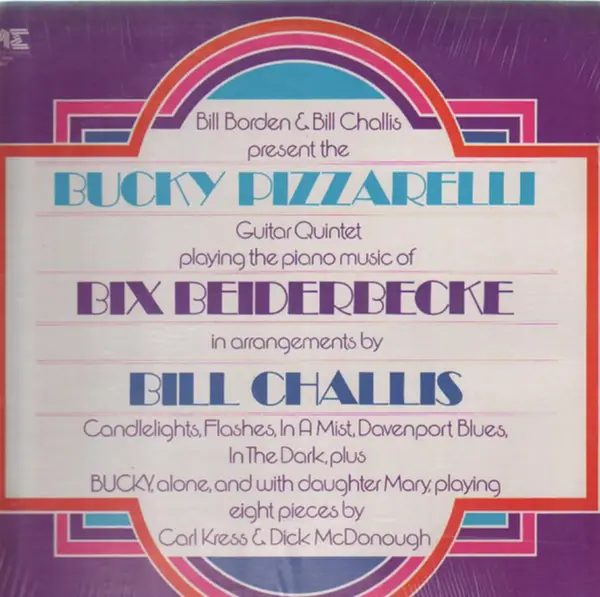 Bill Borden & Bill Challis
present the
BUCKY PIZZARELLI
Guitar Quintet
playing the piano music of
BIX BEIDERBECKE
in arrangements by
BILL CHALLIS
Candlelights, Flashes, In A Mist, Davenport Blues,
In The Dark, plus
BUCKY, alone, and with daughter Mary, playing
eight pieces by
Carl Kress & Dick McDonough